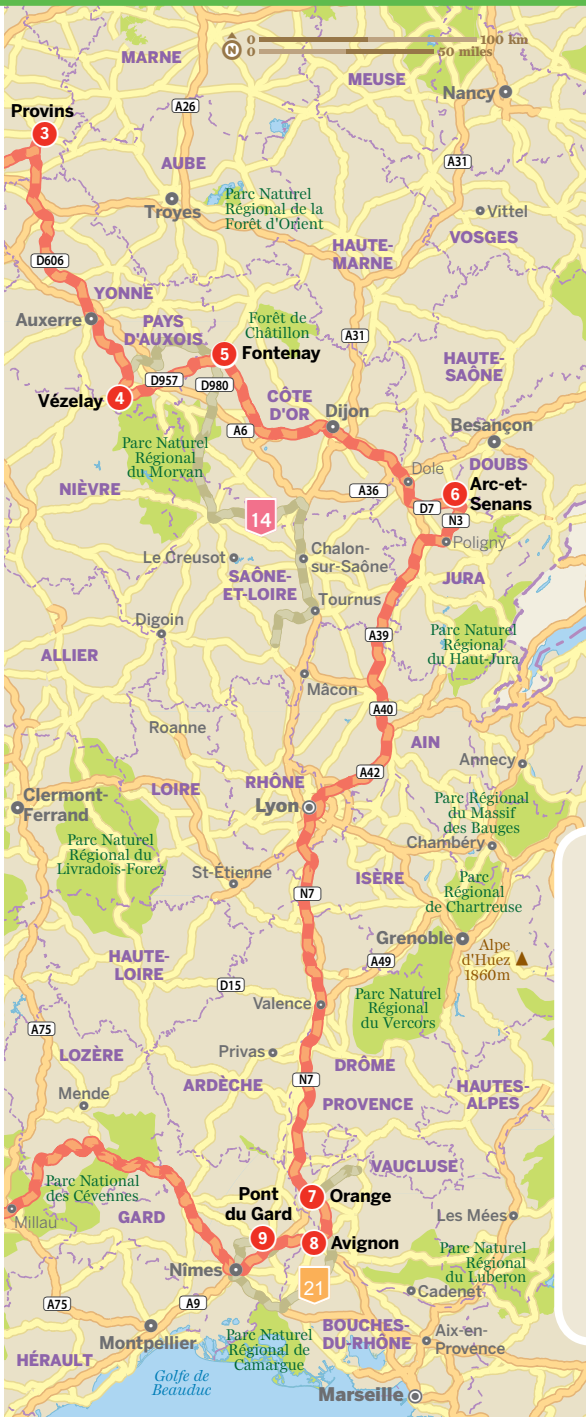 0 100 km
N
0 50 miles
MARNE
MEUSE
Nancy
Provins
3
A26
A31
AUBE
Parc Naturel
Régional de la
Forêt d'Orient
Troyes
Vittel
VOSGES
HAUTE-
MARNE
D606
YONNE
Auxerre
PAYS
D'AUXOIS
Forêt de
Châtillon
A31
5 Fontenay
HAUTE-
SAÔNE
D957
D980
Vézelay 4
CÔTE
D'OR
Dijon
A6
Besançon
Parc Naturel
Régional
du Morvan
Dole
DOUBS
6 Arc-et-
Senans
NIÈVRE
A36
D7
N3
14
Poligny
Le Creusot
Chalon-
sur-Saône
SAÔNE-
ET-LOIRE
JURA
Tournus
Digoin
A39
Parc Naturel
Régional
du Haut-Jura
ALLIER
Mâcon
A40
Roanne
AIN
Annecy
A42
LOIRE
RHÔNE
Clermont-
Ferrand
Lyon
Parc Régional
du Massif
des Bauges
Parc Naturel
Régional du
Livradois-Forez
Chambéry
St-Étienne
ISÈRE
Parc
Régional
de Chartreuse
N7
Grenoble
Alpe
d'Huez
1860m
HAUTE-
LOIRE
A49
D15
Parc Naturel
Régional
du Vercors
Valence
A75
Privas
LOZÈRE
DRÔME
ARDÈCHE
N7
HAUTES-
ALPES
Mende
PROVENCE
VAUCLUSE
Parc National
des Cévennes
Pont
du Gard
7 Orange
Millau
GARD
9
8 Avignon
Les Mées
Nîmes
Parc Naturel
Régional
du Luberon
21
Cadenet
A75
A9
Montpellier
BOUCHES-
DU-RHÔNE
Aix-en-
Provence
Parc Naturel
Régional de
Camargue
HÉRAULT
Golfe de
Beauduc
Marseille